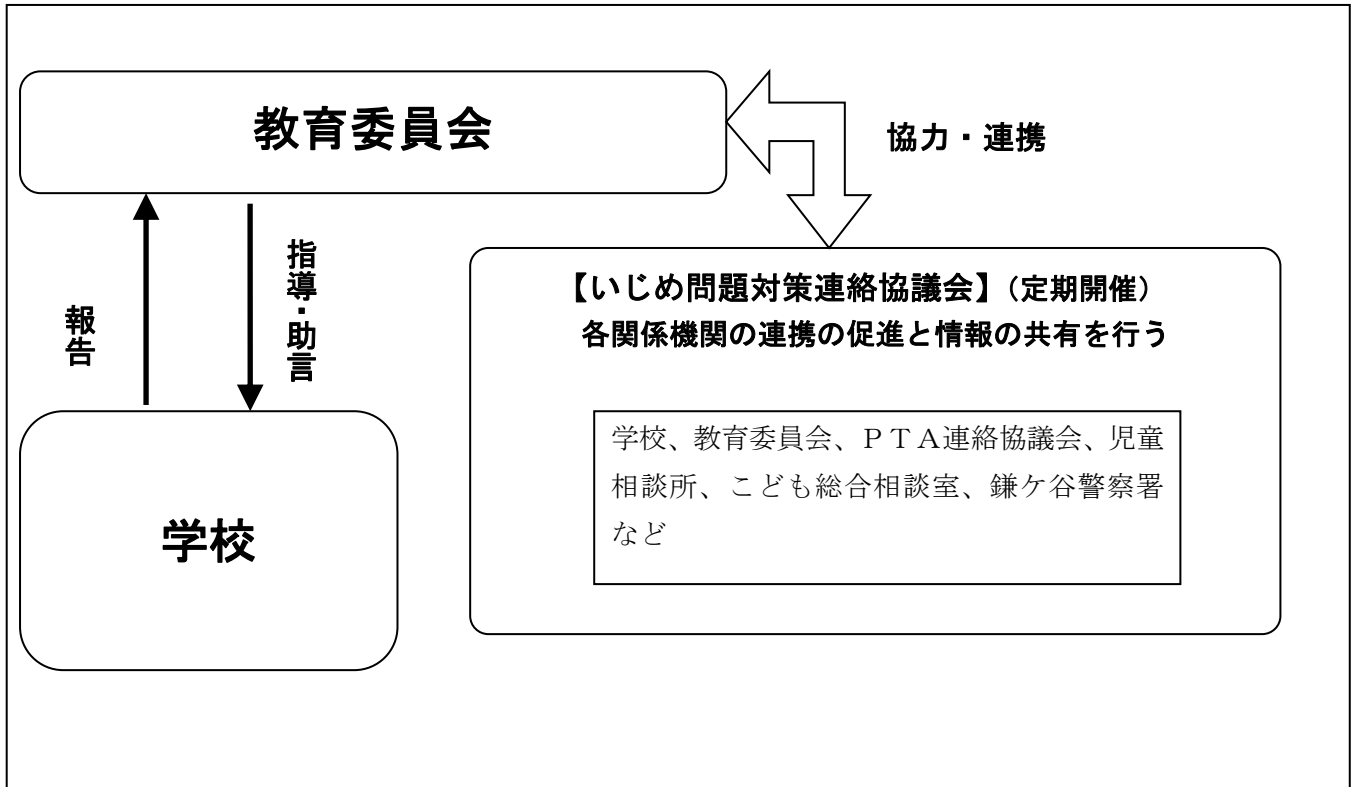 教育委員会
協力・連携
報告
指導・助言
【いじめ問題対策連絡協議会】(定期開催)
各関係機関の連携の促進と情報の共有を行う
学校、教育委員会、ＰＴＡ連絡協議会、児童
相談所、こども総合相談室、鎌ケ谷警察署
など
学校